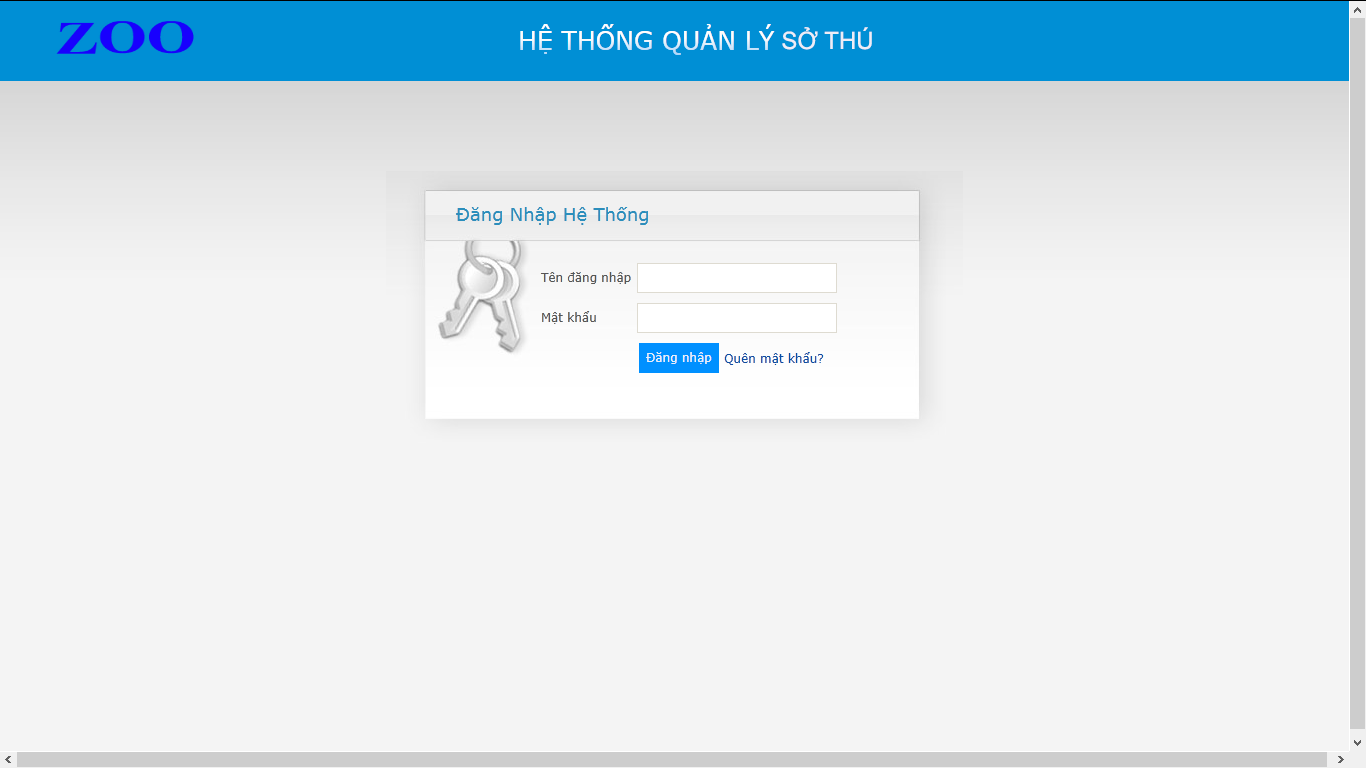 ZOO
HỆ THỐNG QUẢN LÝ SỞ THÚ
Đăng Nhập Hệ Thống
Tên đăng nhập
Mật khẩu
Đăng nhập Quên mật khẩu?